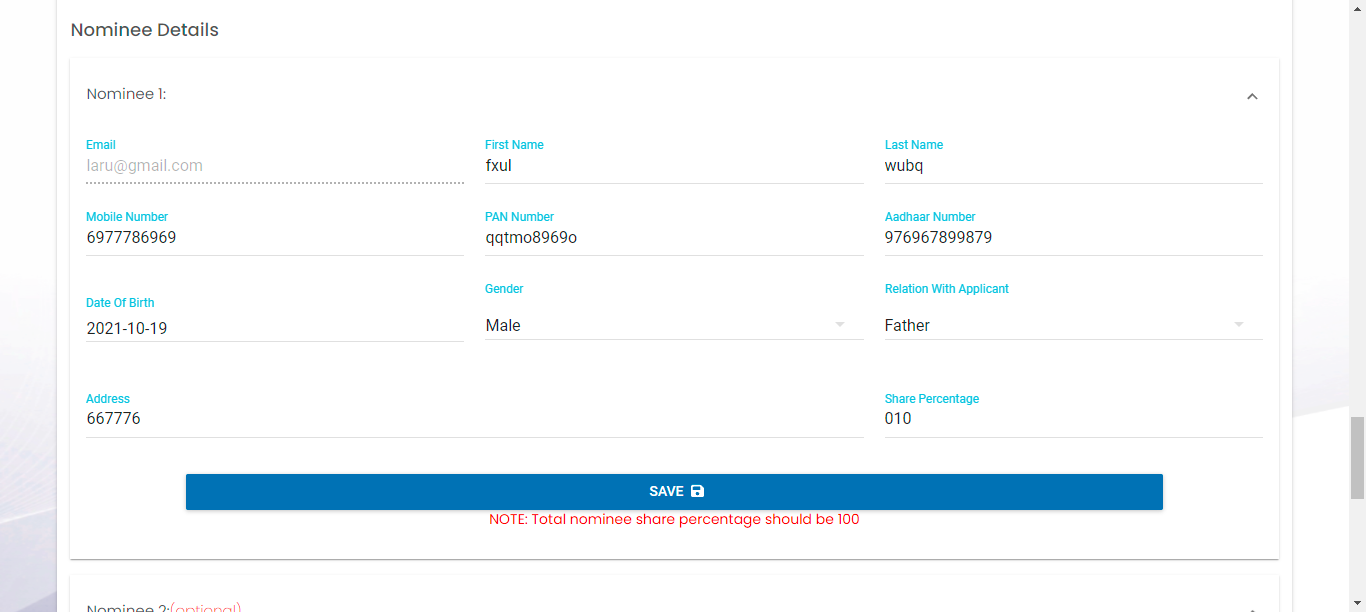 Nominee Details
Nominee 1:
Email First Name Last Name
laru@gmail.com fxul wubq
Mobile Number PAN Number Aadhaar Number
6977786969 qqtmo8969o 976967899879
Date Of Birth Gender Relation With Applicant
2021-10-19 Male Father
Address Share Percentage
667776 010
SAVE
NOTE: Total nominee share percentage should be 100
Nominee 2:(optional)